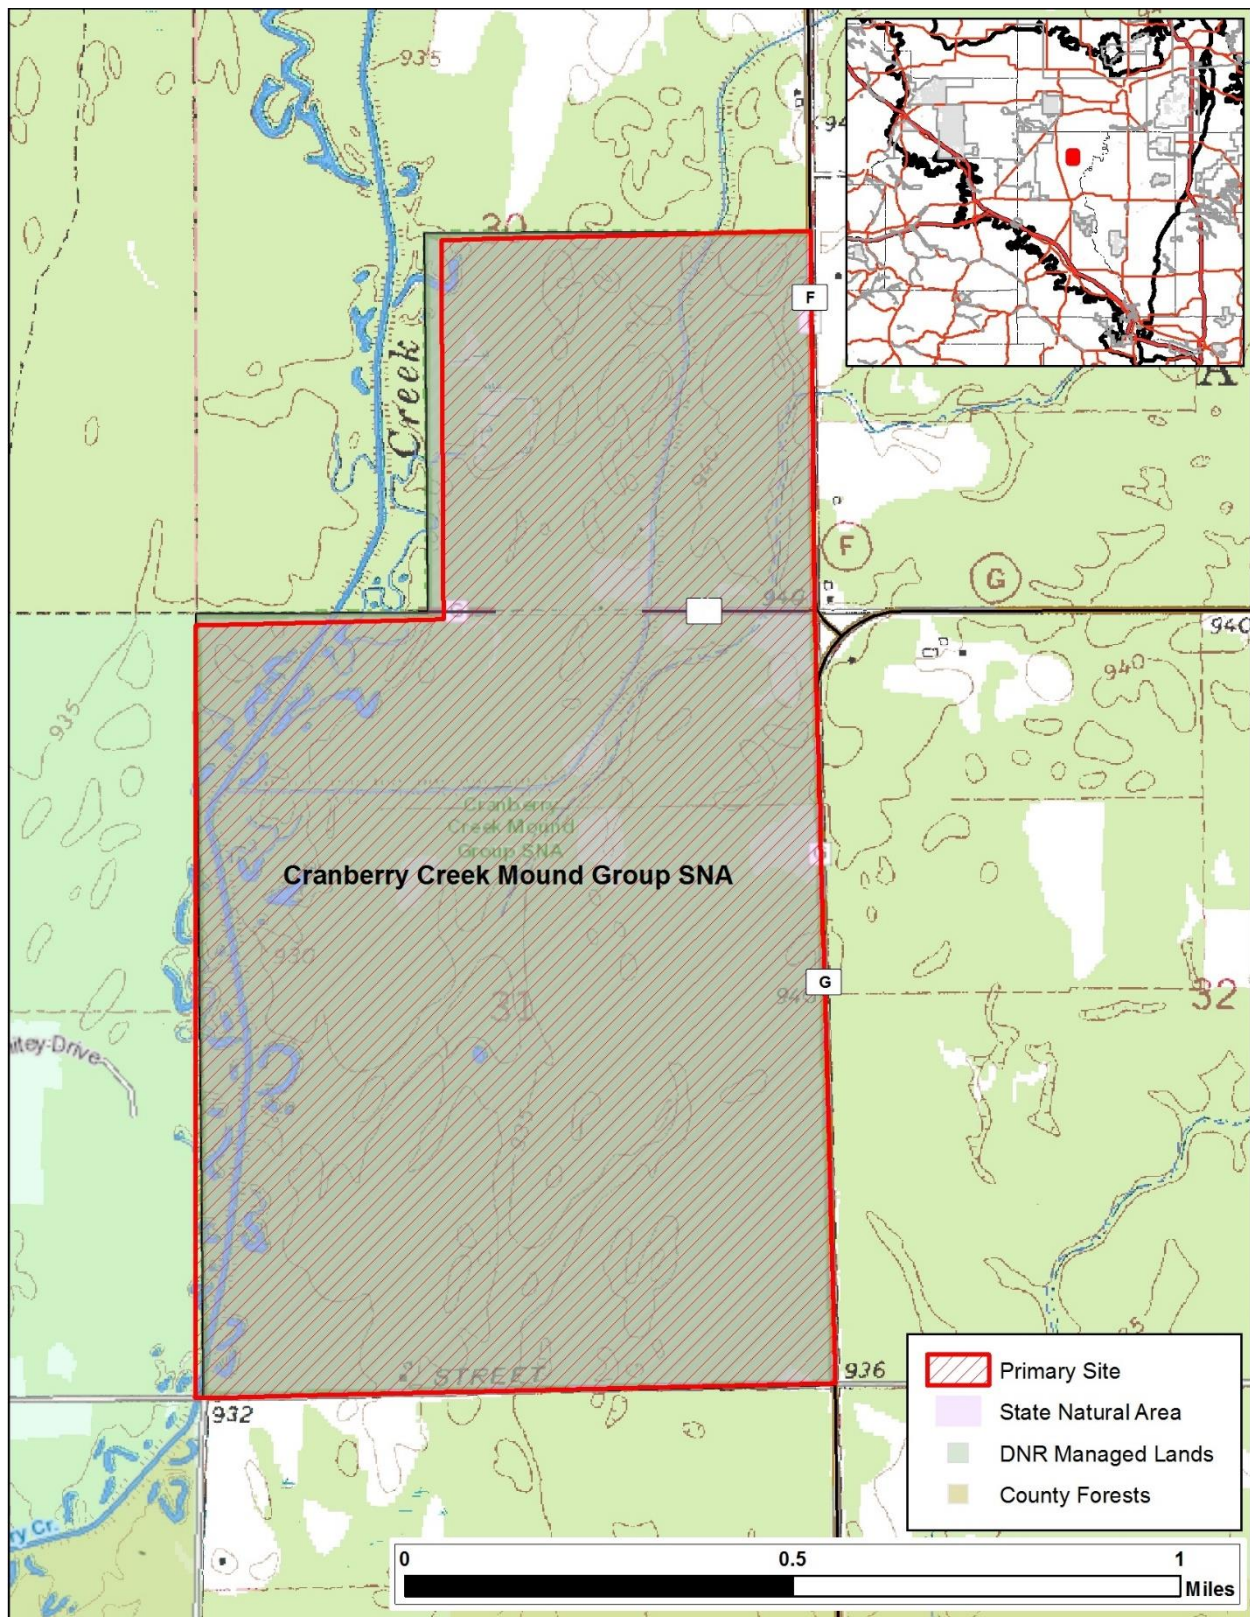 935
30
F
Creek
940
F
G
940
940
940
935
Cranberry
Creek Mound
Group SNA
Cranberry Creek Mound Group SNA
930
G
31
32
Drive
STREET
936
932
Primary Site
State Natural Area
DNR Managed Lands
County Forests
Cr.
0
0.5
1
Miles